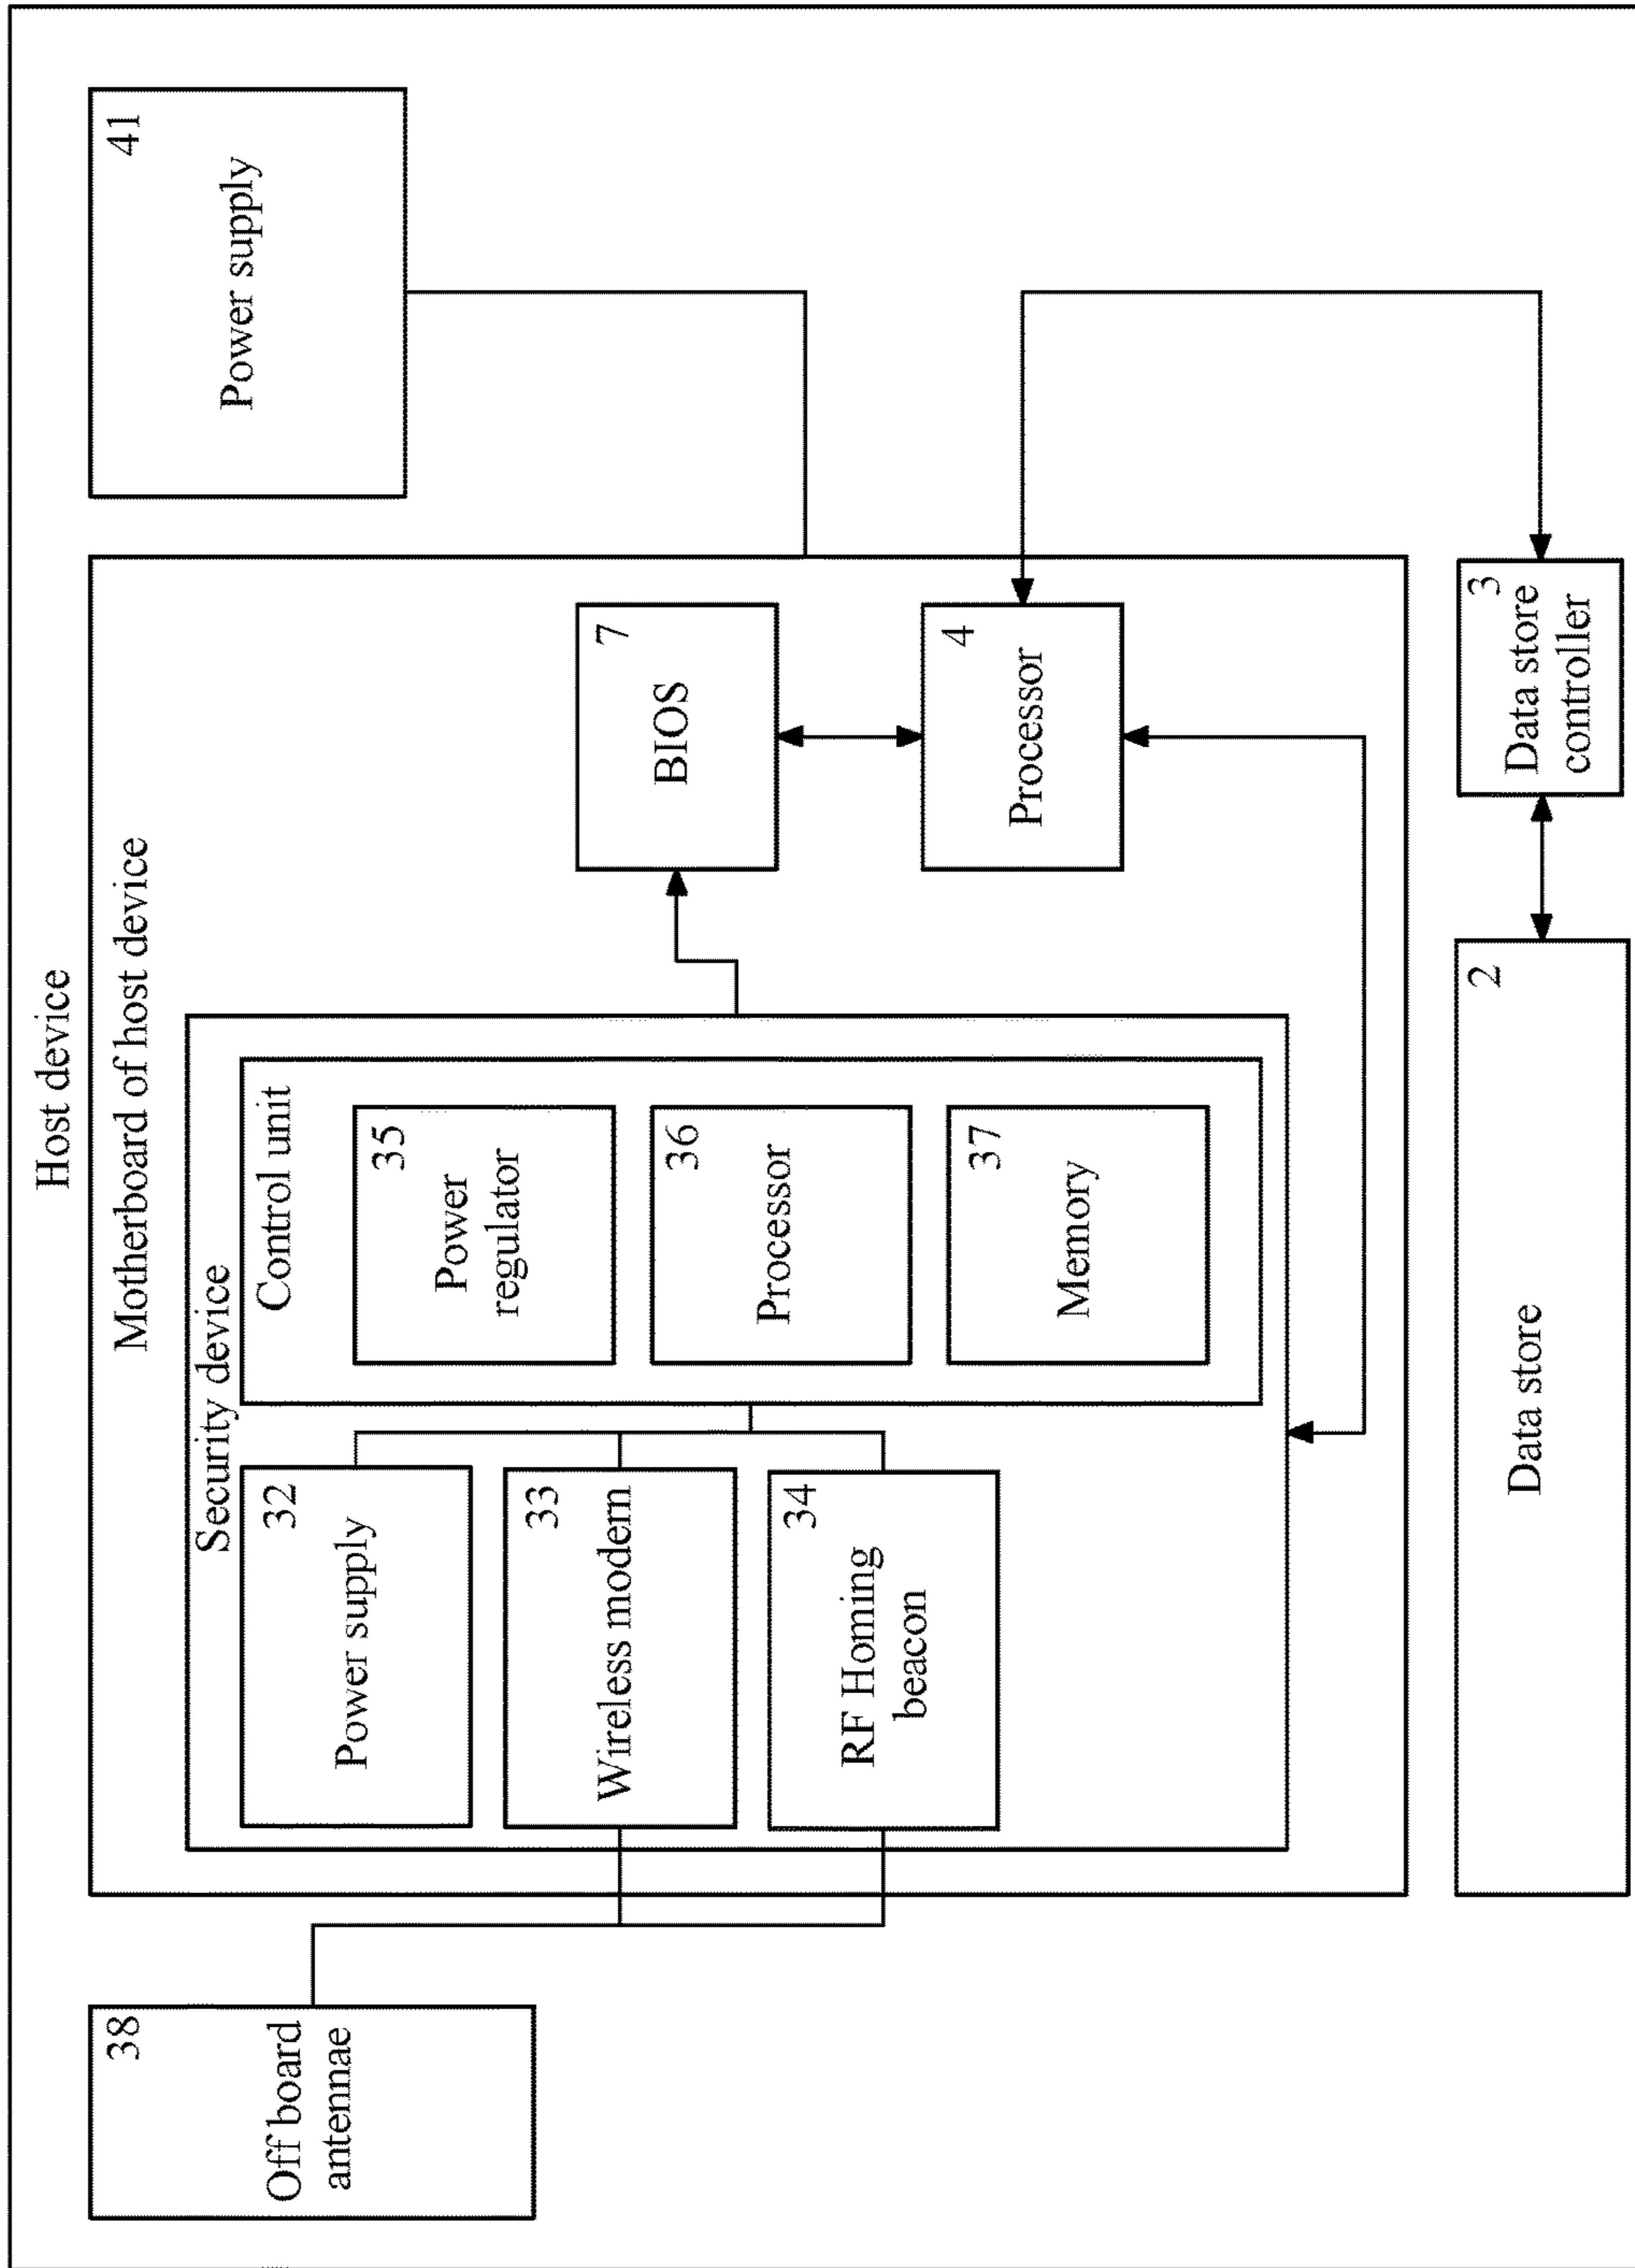 Host device
Motherboard of host device
38
Off board
antennae
Security device
32
Power supply
33
Wireless modem
34
RF Homing
beacon
Control unit
35
Power
regulator
36
Processor
37
Memory
7
BIOS
4
Processor
41
Power supply
2
Data store
3
Data store
controller